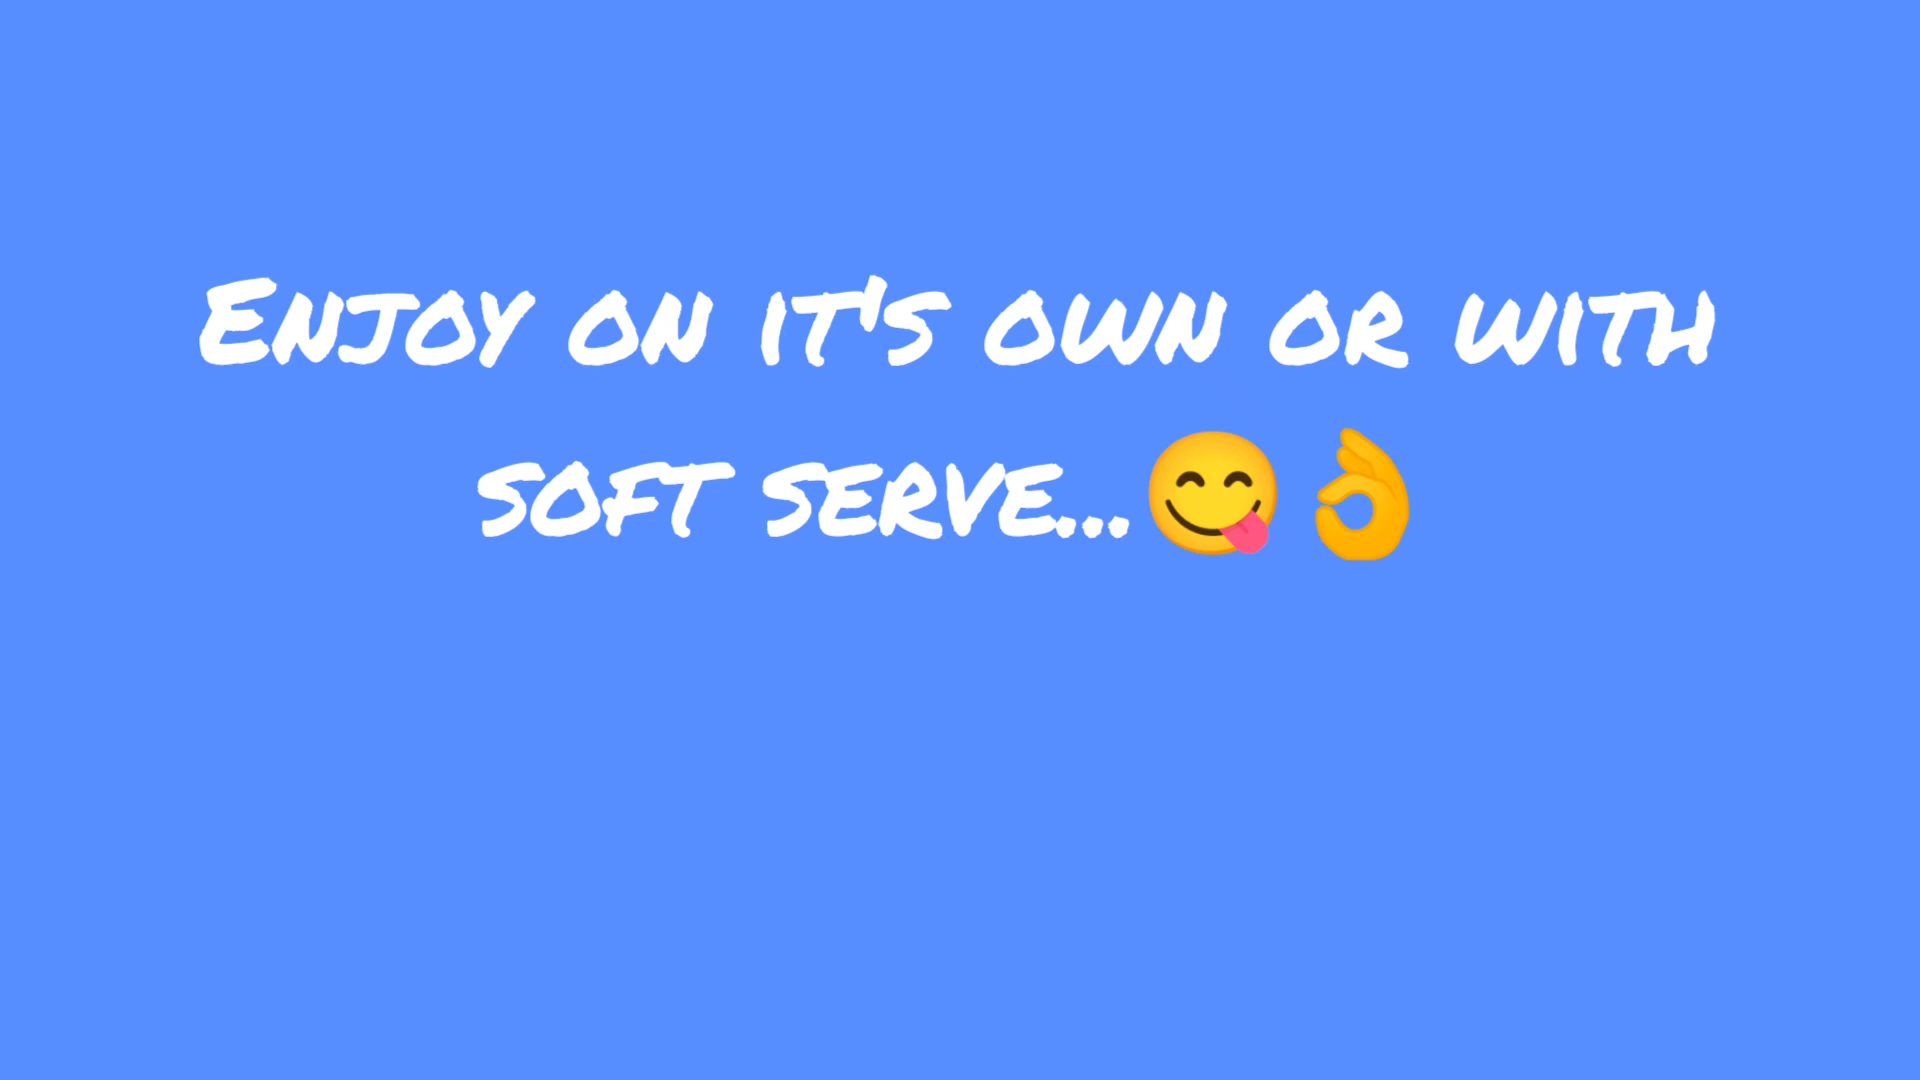 Enjoy on it's own or with
soft serve...😋👌